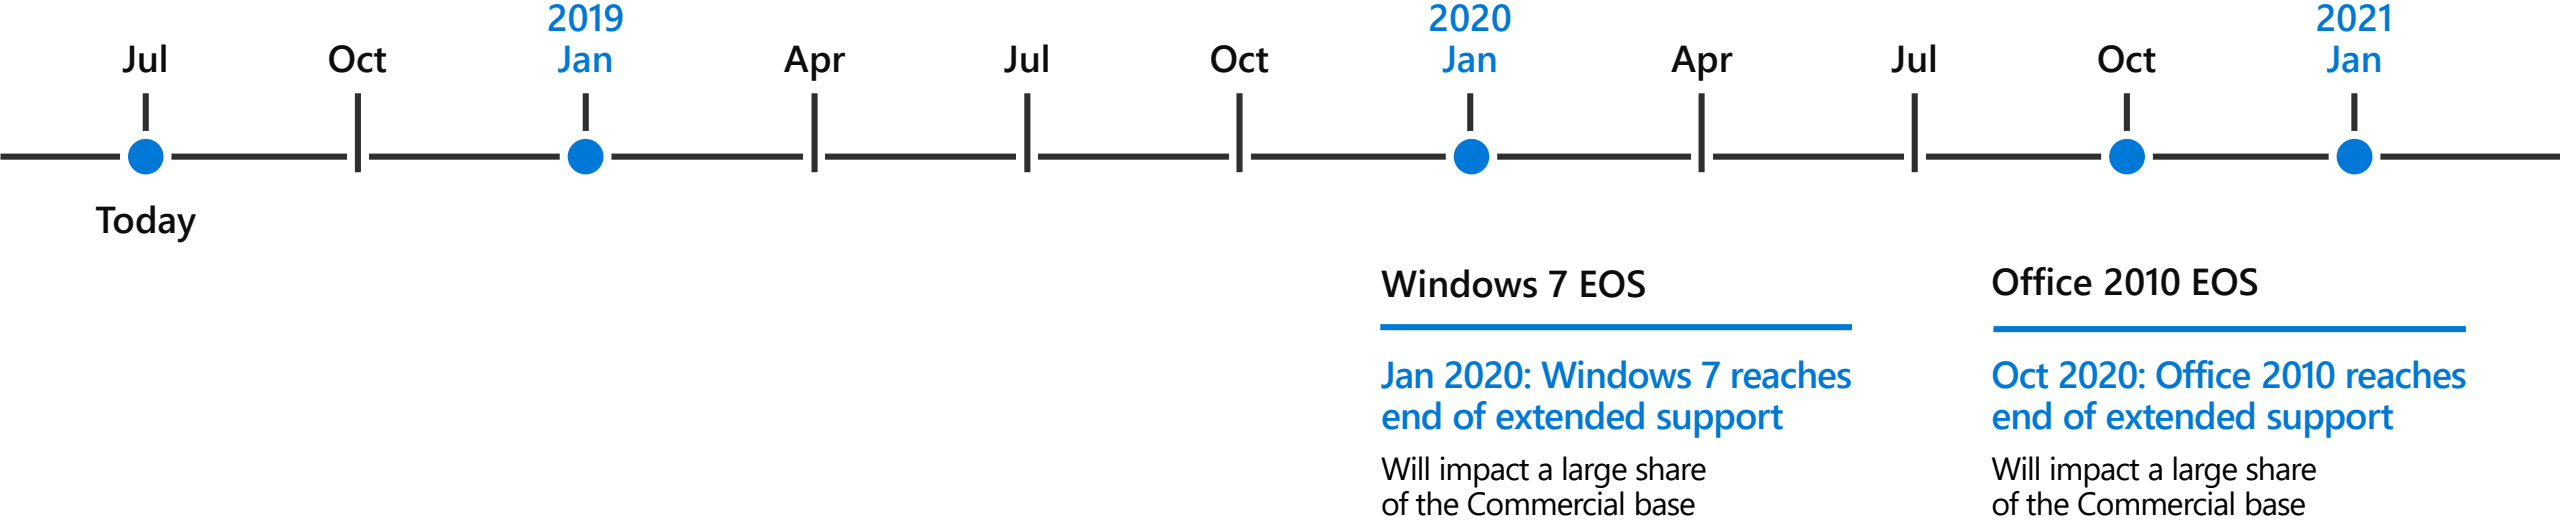 2019
2020
2021
Jul
Oct
Jan
Apr
Jul
Oct
Jan
Apr
Jul
Oct
Jan
Today
Windows 7 EOS
Jan 2020: Windows 7 reaches
end of extended support
Will impact a large share
of the Commercial base
Office 2010 EOS
Oct 2020: Office 2010 reaches
end of extended support
Will impact a large share
of the Commercial base